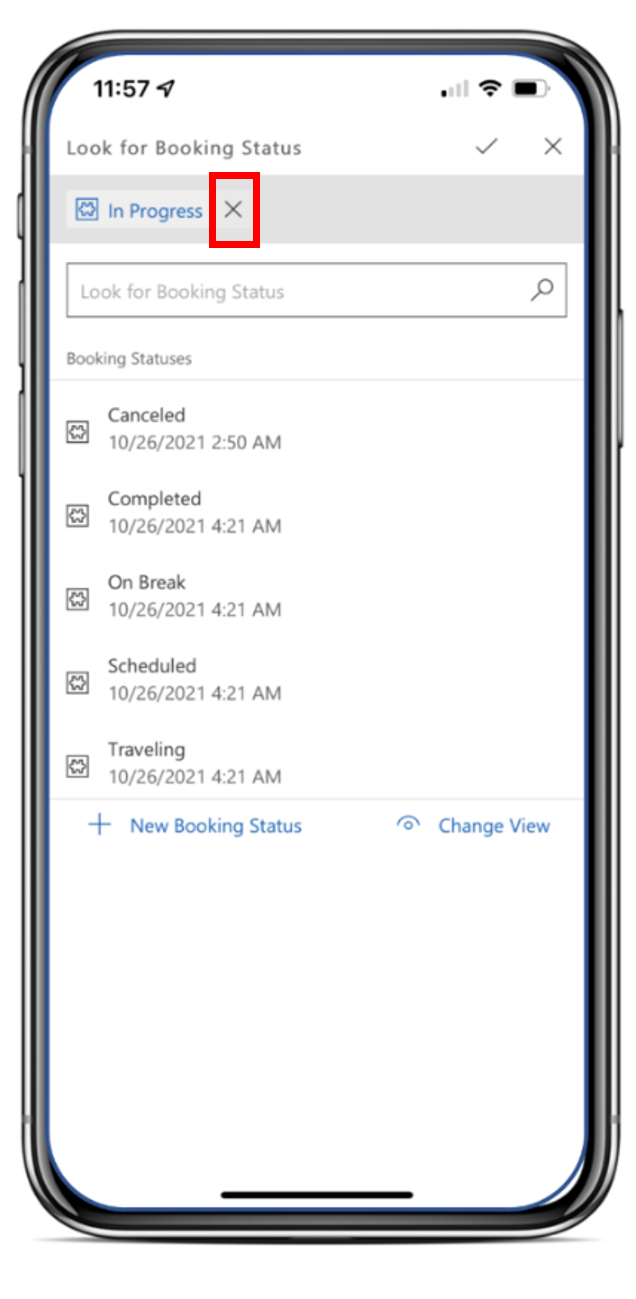 11:57
Look for Booking Status
In Progress
Look for Booking Status
Booking Statuses
Canceled
10/26/2021 2:50 AM
Completed
10/26/2021 4:21 AM
On Break
10/26/2021 4:21 AM
Scheduled
10/26/2021 4:21 AM
Traveling
10/26/2021 4:21 AM
New Booking Status Change View